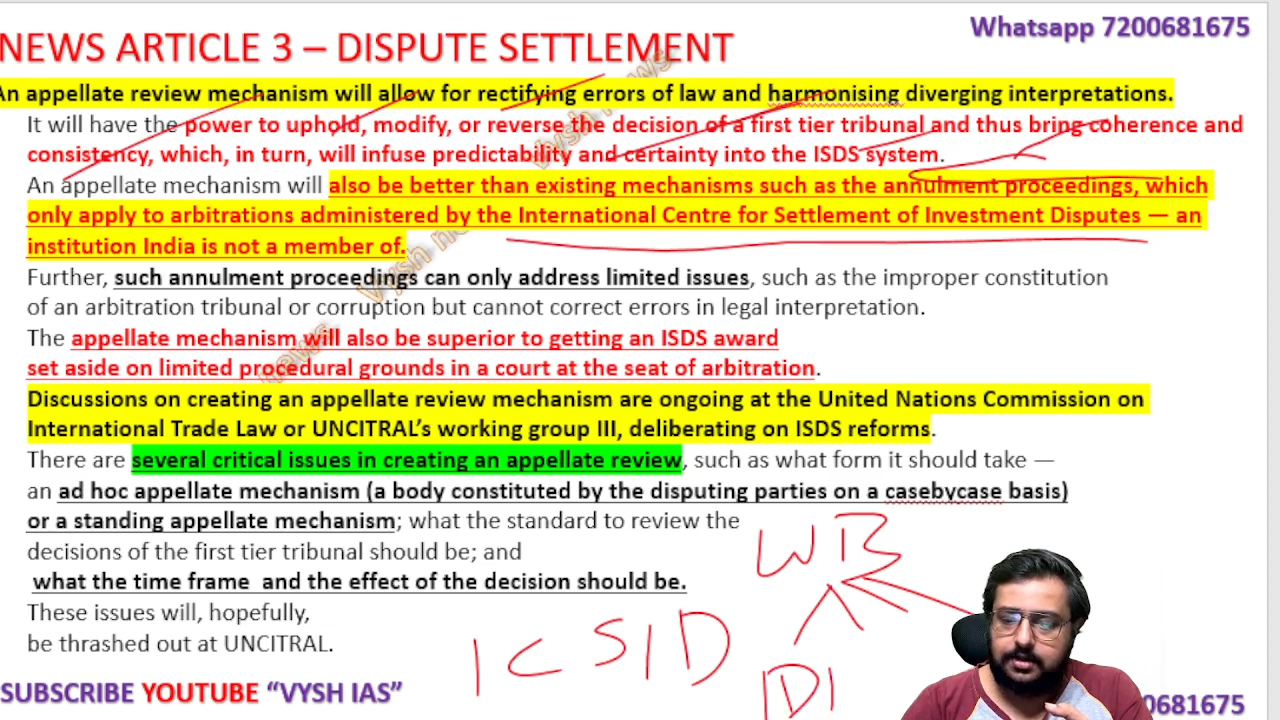 Whatsapp 7200681675
NEWS ARTICLE 3 – DISPUTE SETTLEMENT
An appellate review mechanism will allow for rectifying errors of law and harmonising diverging interpretations.
It will have the power to uphold, modify, or reverse the decision of a first tier tribunal and thus bring coherence and
consistency, which, in turn, will infuse predictability and certainty into the ISDS system.
An appellate mechanism will also be better than existing mechanisms such as the annulment proceedings, which
only apply to arbitrations administered by the International Centre for Settlement of Investment Disputes — an
institution India is not a member of.
Further, such annulment proceedings can only address limited issues, such as the improper constitution
of an arbitration tribunal or corruption but cannot correct errors in legal interpretation.
The appellate mechanism will also be superior to getting an ISDS award
set aside on limited procedural grounds in a court at the seat of arbitration.
Discussions on creating an appellate review mechanism are ongoing at the United Nations Commission on
International Trade Law or UNCITRAL’s working group III, deliberating on ISDS reforms.
There are several critical issues in creating an appellate review, such as what form it should take —
an ad hoc appellate mechanism (a body constituted by the disputing parties on a casebycase basis)
or a standing appellate mechanism; what the standard to review the
decisions of the first tier tribunal should be; and
what the time frame and the effect of the decision should be.
These issues will, hopefully,
be thrashed out at UNCITRAL.
WB
ICSID
SUBSCRIBE YOUTUBE “VYSH IAS”
0681675
Vysh news